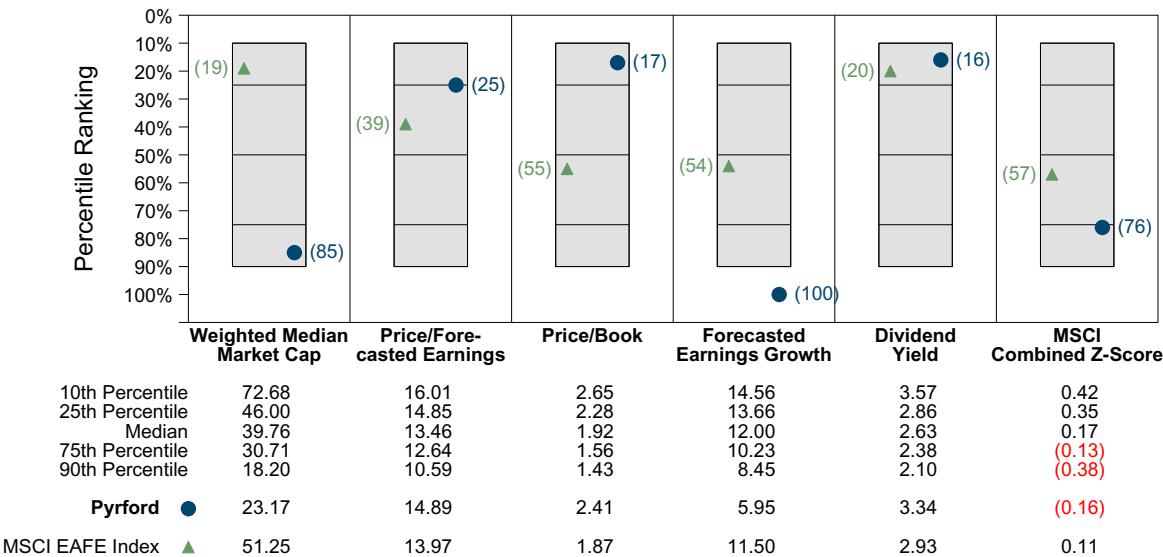 Percentile Ranking
0%
10%
20%
30%
40%
50%
60%
70%
80%
90%
100%
(19)
(85)
(39)
(25)
(55)
(17)
(54)
(100)
(20)
(16)
(57)
(76)
Weighted Median
Market Cap
Price/Fore-
casted Earnings
Price/Book
Forecasted
Earnings Growth
Dividend
Yield
MSCI
Combined Z-Score
10th Percentile 72.68 16.01 2.65 14.56 3.57 0.42
25th Percentile 46.00 14.85 2.28 13.66 2.86 0.35
Median 39.76 13.46 1.92 12.00 2.63 0.17
75th Percentile 30.71 12.64 1.56 10.23 2.38 (0.13)
90th Percentile 18.20 10.59 1.43 8.45 2.10 (0.38)
Pyrford 23.17 14.89 2.41 5.95 3.34 (0.16)
MSCI EAFE Index 51.25 13.97 1.87 11.50 2.93 0.11